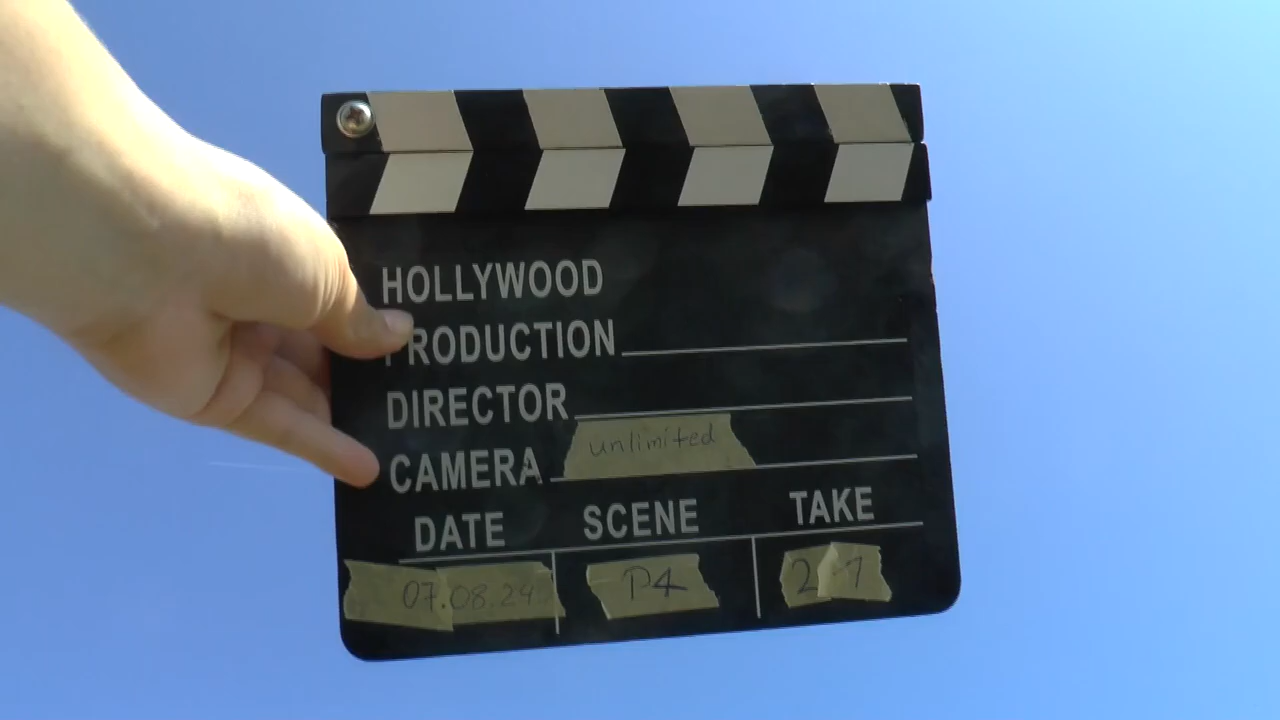 HOLLYWOOD
PRODUCTION
DIRECTOR
unlimited
CAMERA
DATE SCENE TAKE
07.08.24 P4 27